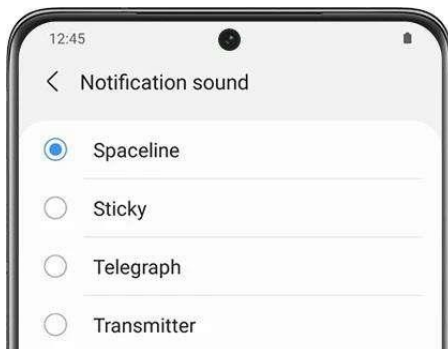 12:45
Notification sound
Spaceline
Sticky
Telegraph
Transmitter